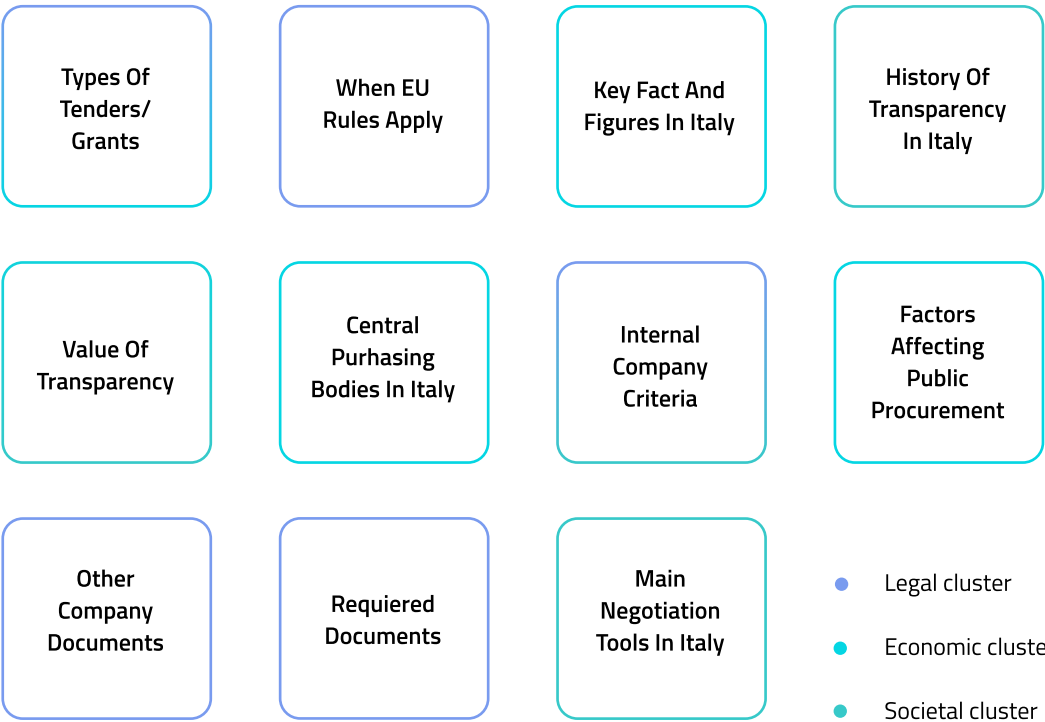 Types Of
Tenders/
Grants
When EU
Rules Apply
Key Fact And
Figures In Italy
History Of
Transparency
In Italy
Value Of
Transparency
Central
Purhasing
Bodies In Italy
Internal
Company
Criteria
Factors
Affecting
Public
Procurement
Other
Company
Documents
Requiered
Documents
Main
Negotiation
Tools In Italy
Legal cluster
Economic cluste
Societal cluster